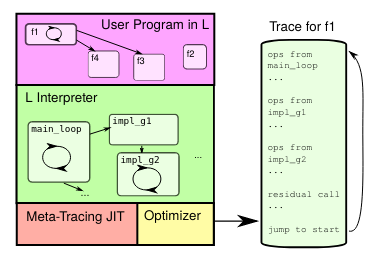 User Program in L
f1
f4
f3
f2
L Interpreter
main_loop
impl_g1
impl_g2
...
...
Meta-Tracing JIT
Optimizer
Trace for f1
ops from
main_loop
...
ops from
impl_g1
...
ops from
impl_g2
...
residual call
...
jump to start